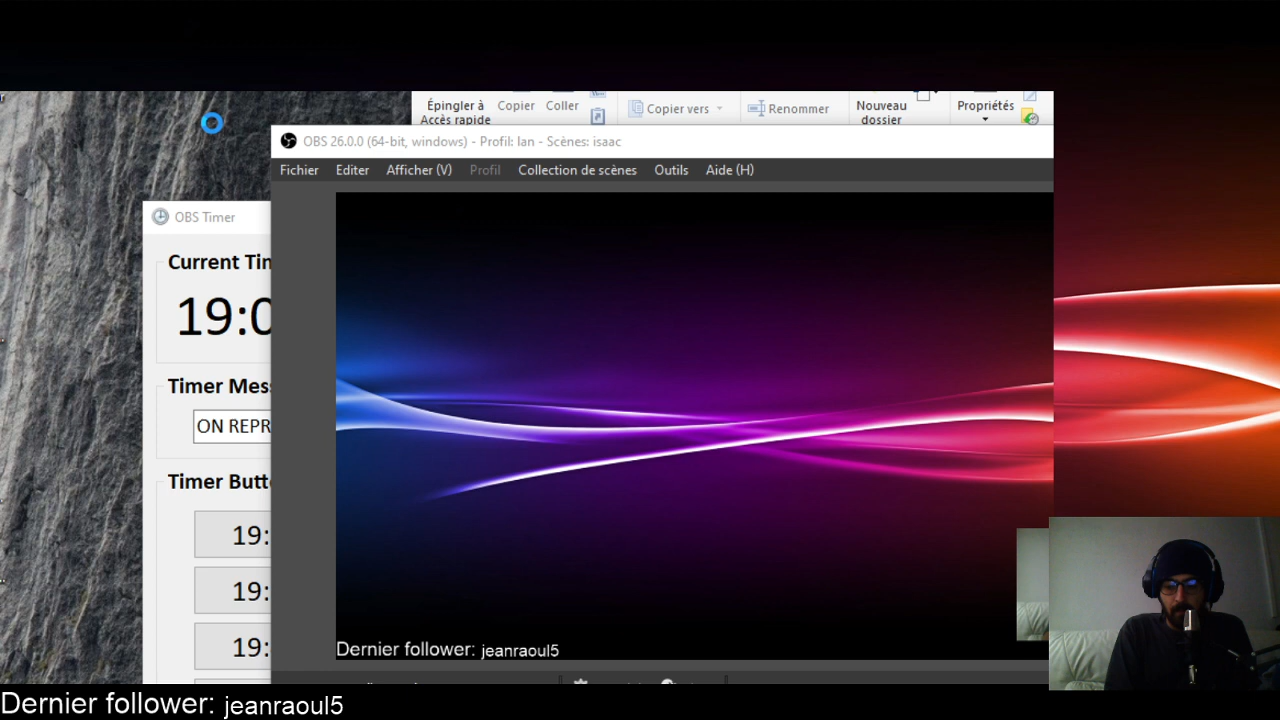 Épingler à
Accès rapide
Copier
Coller
Copier vers
Renommer
Nouveau
dossier
Propriétés
OBS 26.0.0 (64-bit, windows) - Profil: lan - Scènes: isaac
Fichier
Editer
Afficher (V)
Profil
Collection de scènes
Outils
Aide (H)
OBS Timer
Current Tim
19:0
Timer Mess
ON REPR
Timer Butt
19:
19:
19:
Dernier follower: jeanraoul5
Dernier follower: jeanraoul5